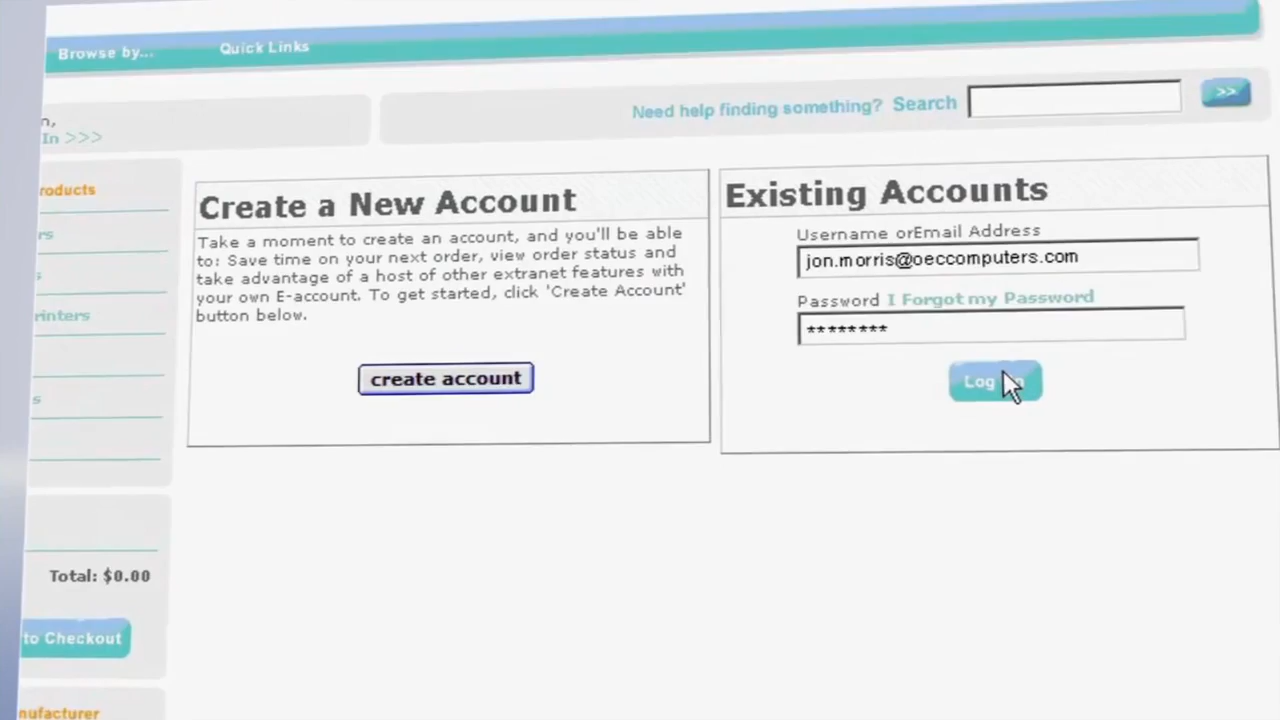 Browse by...
Quick Links
n,
In >>>
Need help finding something? Search
>>
roducts
rs
s
rinters
s
Total: $0.00
to Checkout
nufacturer
Create a New Account
Take a moment to create an account, and you'll be able
to: Save time on your next order, view order status and
take advantage of a host of other extranet features with
your own E-account. To get started, click 'Create Account'
button below.
create account
Existing Accounts
Username orEmail Address
jon.morris@oeccomputers.com
Password I Forgot my Password
********
Log